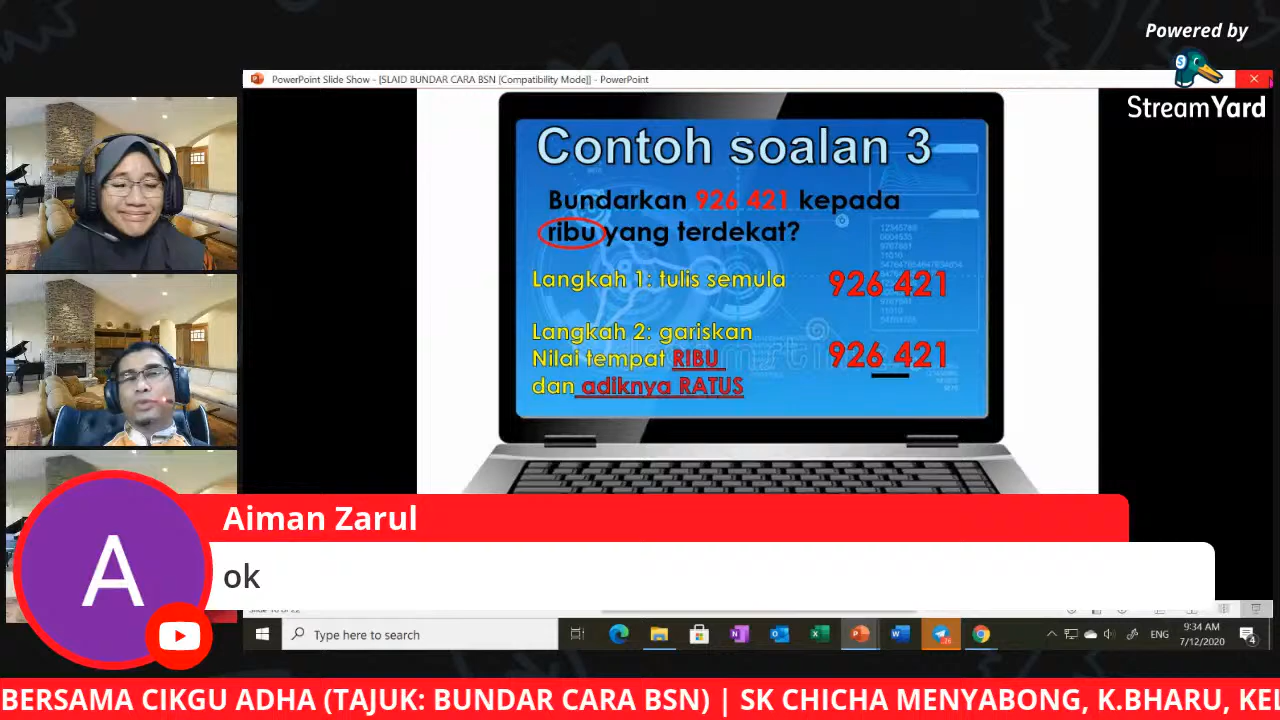 Powered by
StreamYard
PowerPoint Slide Show - [SLAID BUNDAR CARA BSN [Compatibility Mode]] - PowerPoint
Contoh soalan 3
Bundarkan 926 421 kepada
ribu yang terdekat?
Langkah 1: tulis semula
926 421
Langkah 2: gariskan
Nilai tempat RIBU
dan adiknya RATUS
926 421
Aiman Zarul
A
ok
Type here to search
ENG
9:34 AM
7/12/2020
4
BERSAMA CIKGU ADHA (TAJUK: BUNDAR CARA BSN) | SK CHICHA MENYABONG, K.BHARU, KEL